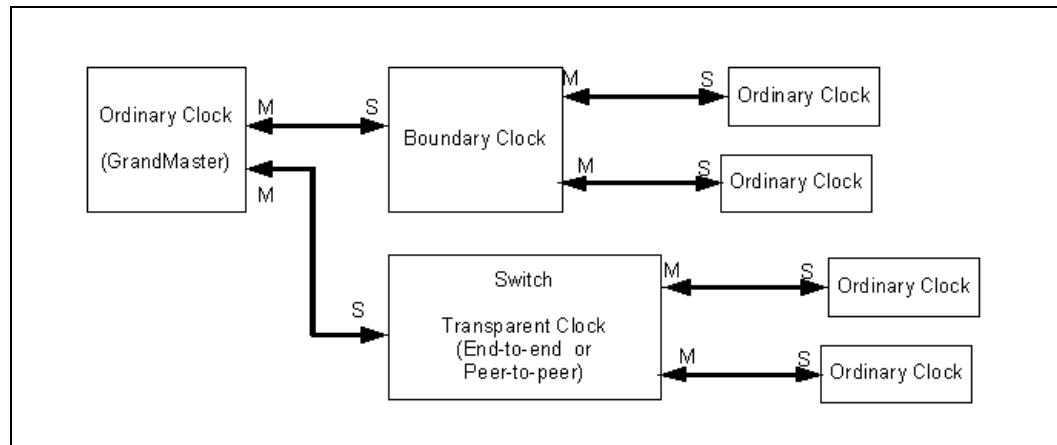 Ordinary Clock
(GrandMaster)
M
S
M
Boundary Clock
M
S
Ordinary Clock
M
S
Ordinary Clock
S
Switch
Transparent Clock
(End-to-end or
Peer-to-peer)
M
S
Ordinary Clock
M
S
Ordinary Clock